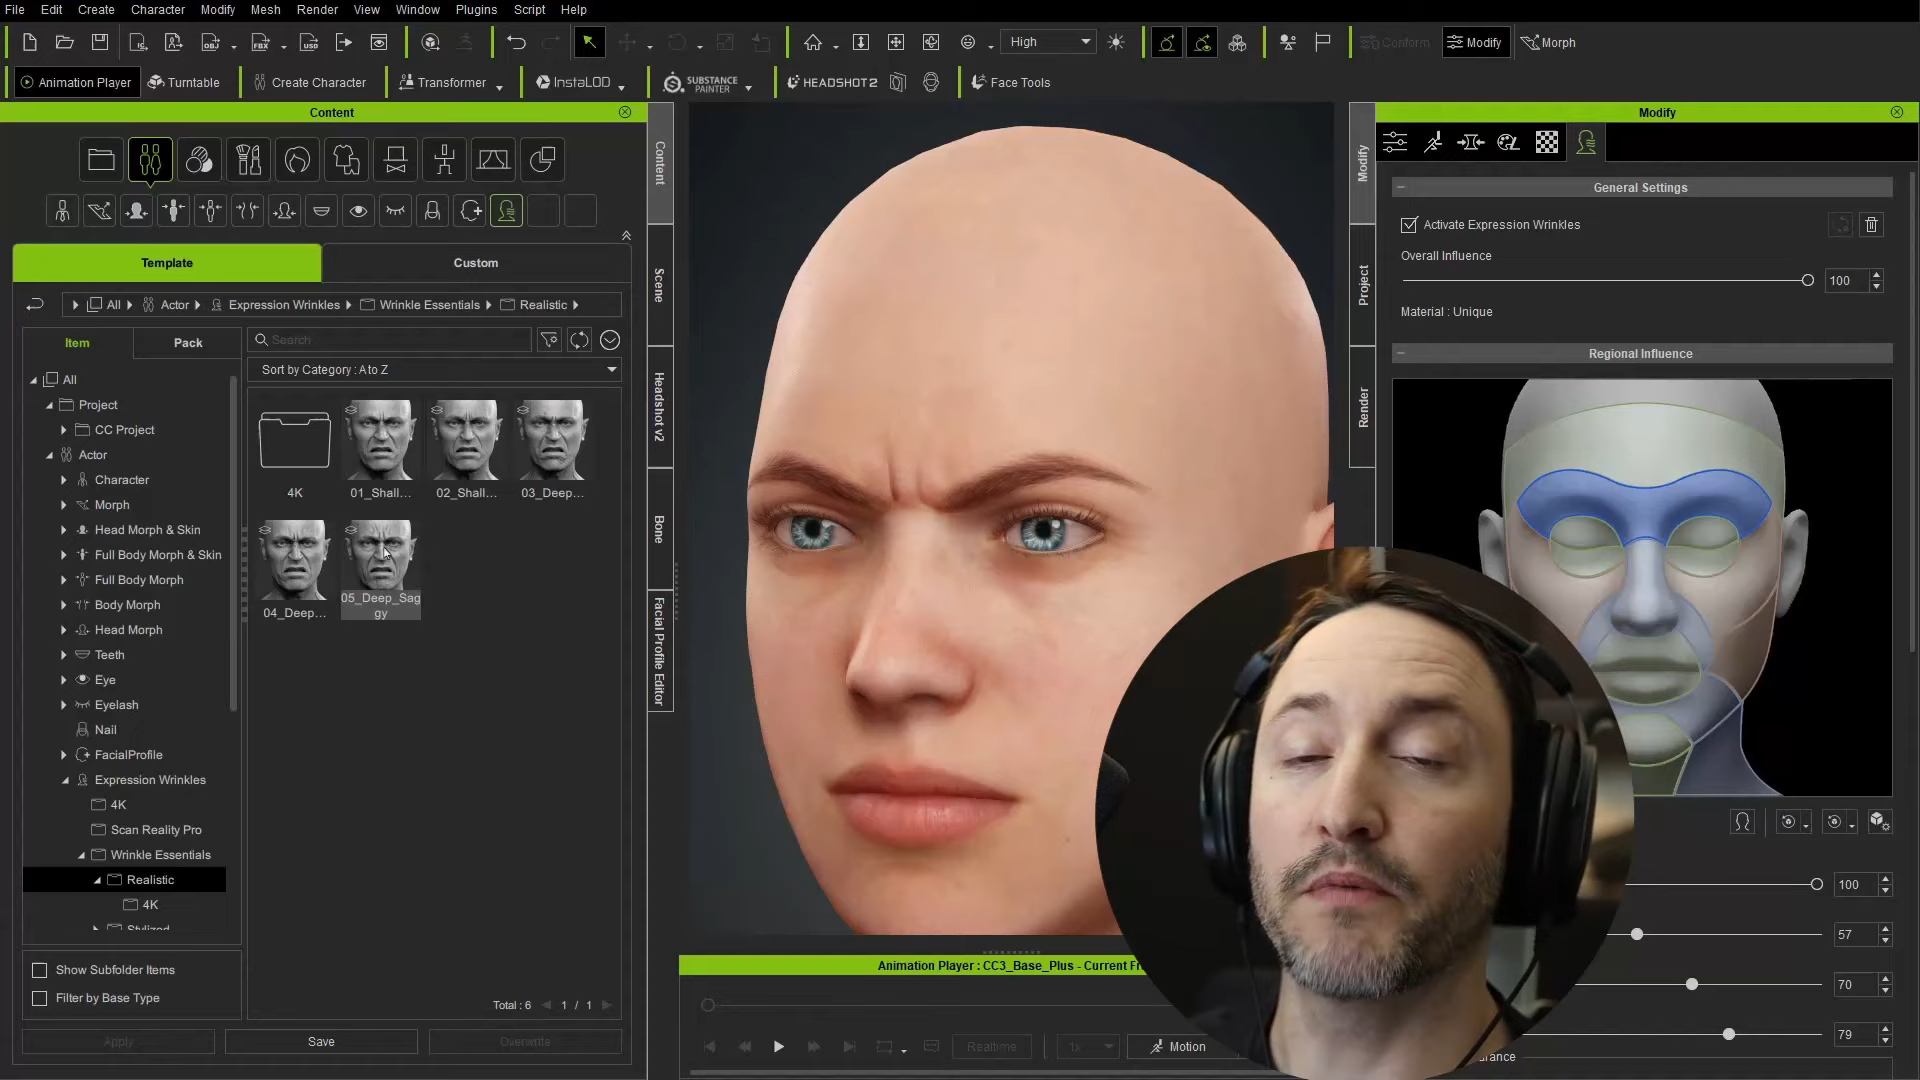 File Edit Create Character Modify Mesh Render View Window Plugins Script Help
High
Conform
Modify
Morph
Animation Player
Turntable
Create Character
Transformer
InstaLOD
SUBSTANCE PAINTER
HEADSHOT 2
Face Tools
Content
Template
Custom
All
Actor
Expression Wrinkles
Wrinkle Essentials
Realistic
Item
Pack
Search
Sort by Category : A to Z
All
Project
CC Project
Actor
Character
Morph
Head Morph & Skin
Full Body Morph & Skin
Full Body Morph
Body Morph
Head Morph
Teeth
Eye
Eyelash
Nail
FacialProfile
Expression Wrinkles
4K
Scan Reality Pro
Wrinkle Essentials
Realistic
4K
Stylized
4K
01_Shall...
02_Shall...
03_Deep...
04_Deep...
05_Deep_Sag
gy
Show Subfolder Items
Filter by Base Type
Total : 6
1 / 1
Apply
Save
Overwrite
Content
Scene
Headshot v2
Bone
Facial Profile Editor
Animation Player : CC3_Base_Plus - Current Fr
Realtime
1x
Motion
Modify
Project
Render
Modify
General Settings
Activate Expression Wrinkles
Overall Influence
100
Material : Unique
Regional Influence
100
57
70
79